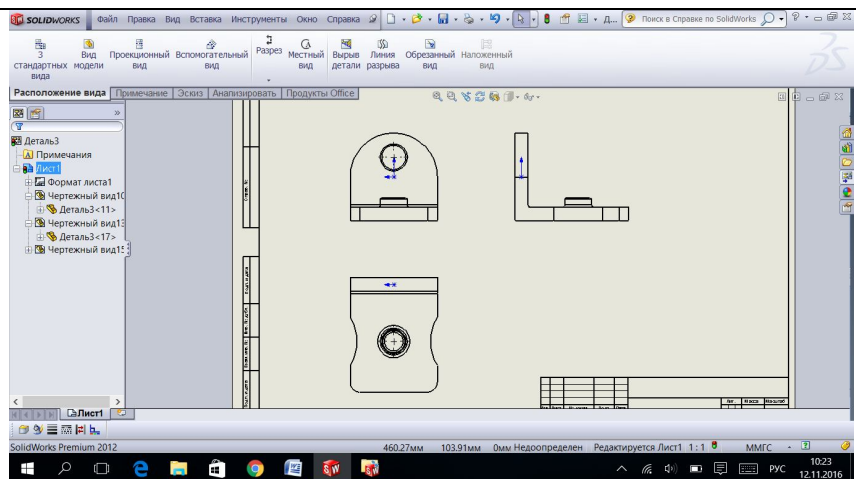 SOLIDWORKS Файл Правка Вид Вставка Инструменты Окно Справка Д... Поиск в Справке по SolidWorks
3 стандартных вида
Вид модели
Проекционный вид
Вспомогательный вид
Разрез
Местный вид
Вырыв детали
Линия разрыва
Обрезанный вид
Наложенный вид
Расположение вида Примечание Эскиз Анализировать Продукты Office
Деталь3
Примечания
Лист1
Формат листа1
Чертежный вид10
Деталь3<11>
Чертежный вид13
Деталь3<17>
Чертежный вид15
Лит. Масса Масштаб
Лист1
SolidWorks Premium 2012 460.27мм 103.91мм 0мм Недоопределен Редактируется Лист1 1 : 1 ММГС
РУС 10:23
12.11.2016